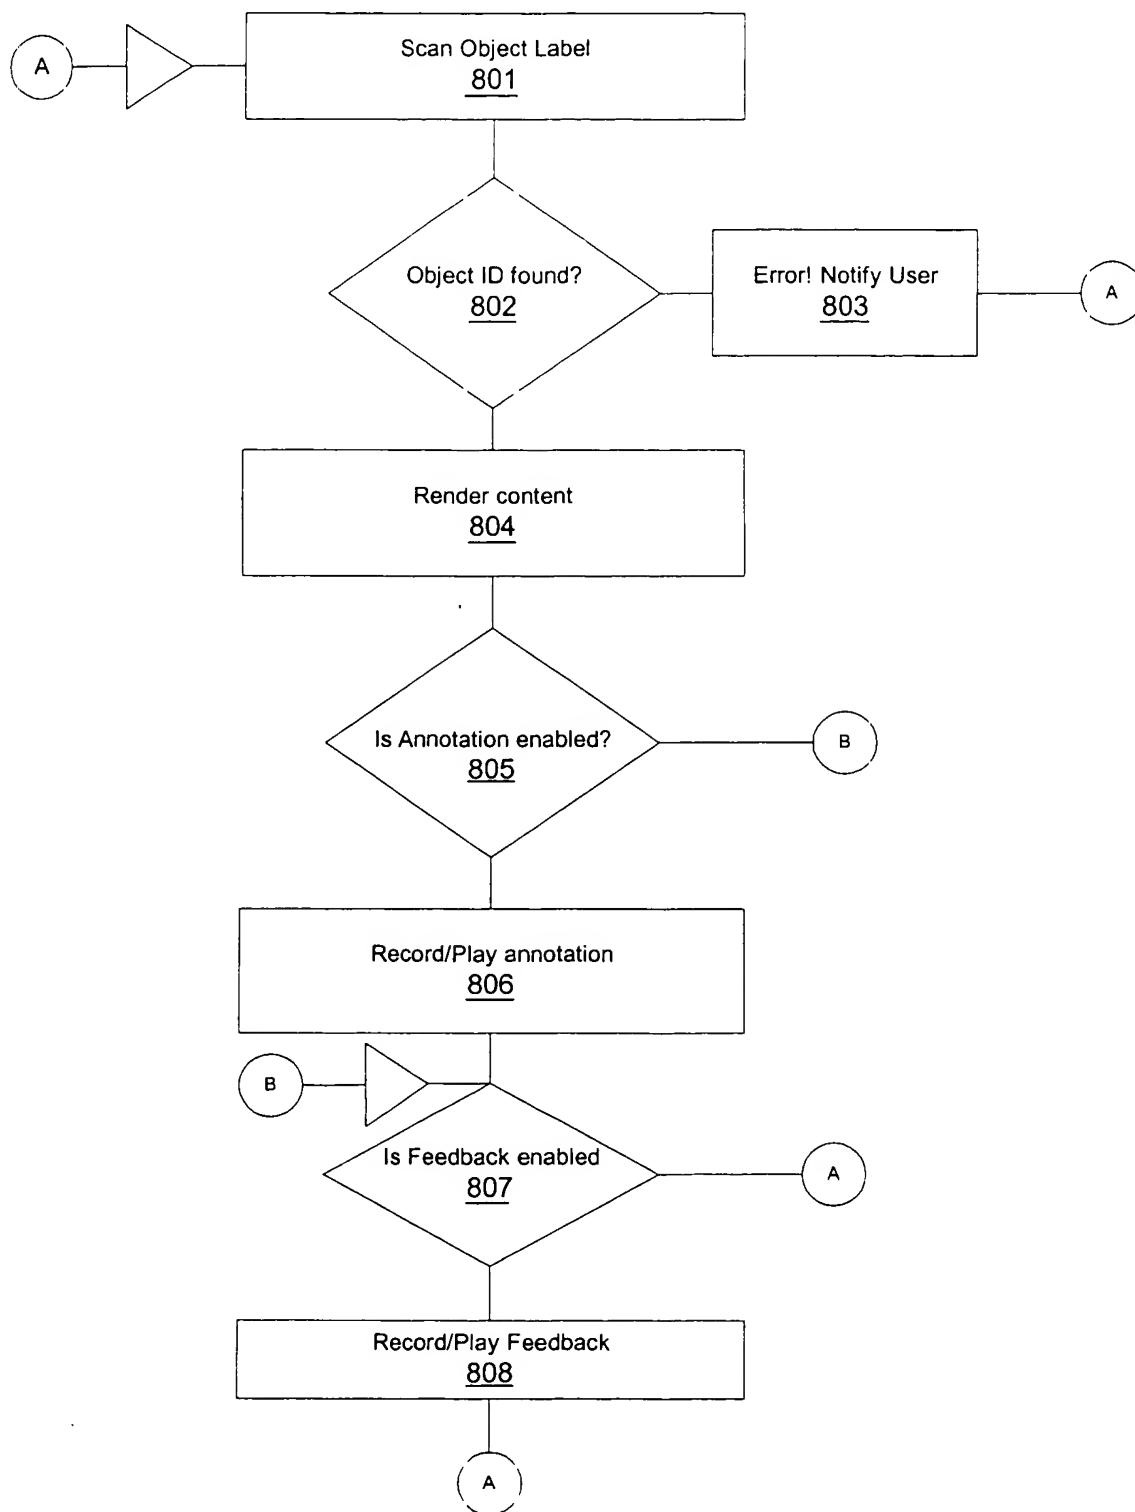 A
Scan Object Label
801
Object ID found?
802
Error! Notify User
803
A
Render content
804
Is Annotation enabled?
805
B
Record/Play annotation
806
B
Is Feedback enabled
807
A
Record/Play Feedback
808
A